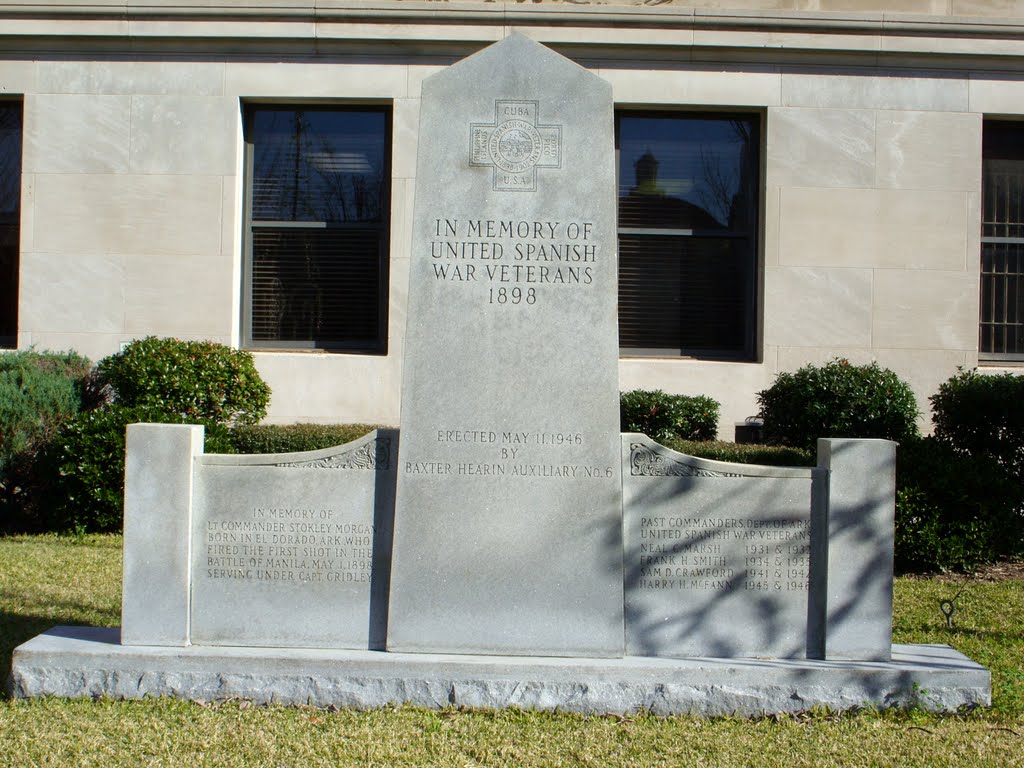 CUBA
U.S.A
IN MEMORY OF
UNITED SPANISH
WAR VETERANS
1898
ERECTED MAY 11, 1946
BY
BAXTER HEARIN AUXILIARY No. 6
IN MEMORY OF
LT COMMANDER STOKLEY MORGAN
BORN IN EL DORADO, ARK. WHO
FIRED THE FIRST SHOT IN THE
BATTLE OF MANILA, MAY 1, 1898
SERVING UNDER CAPT GRIDLEY
PAST COMMANDERS, DEPT. OF ARK
UNITED SPANISH WAR VETERANS
NEAL C. MARSH 1931 &
FRANK H. SMITH 1934 & 1935
SAM D. CRAWFORD 1941 & 1942
HARRY H. McFANN 1945 & 1946